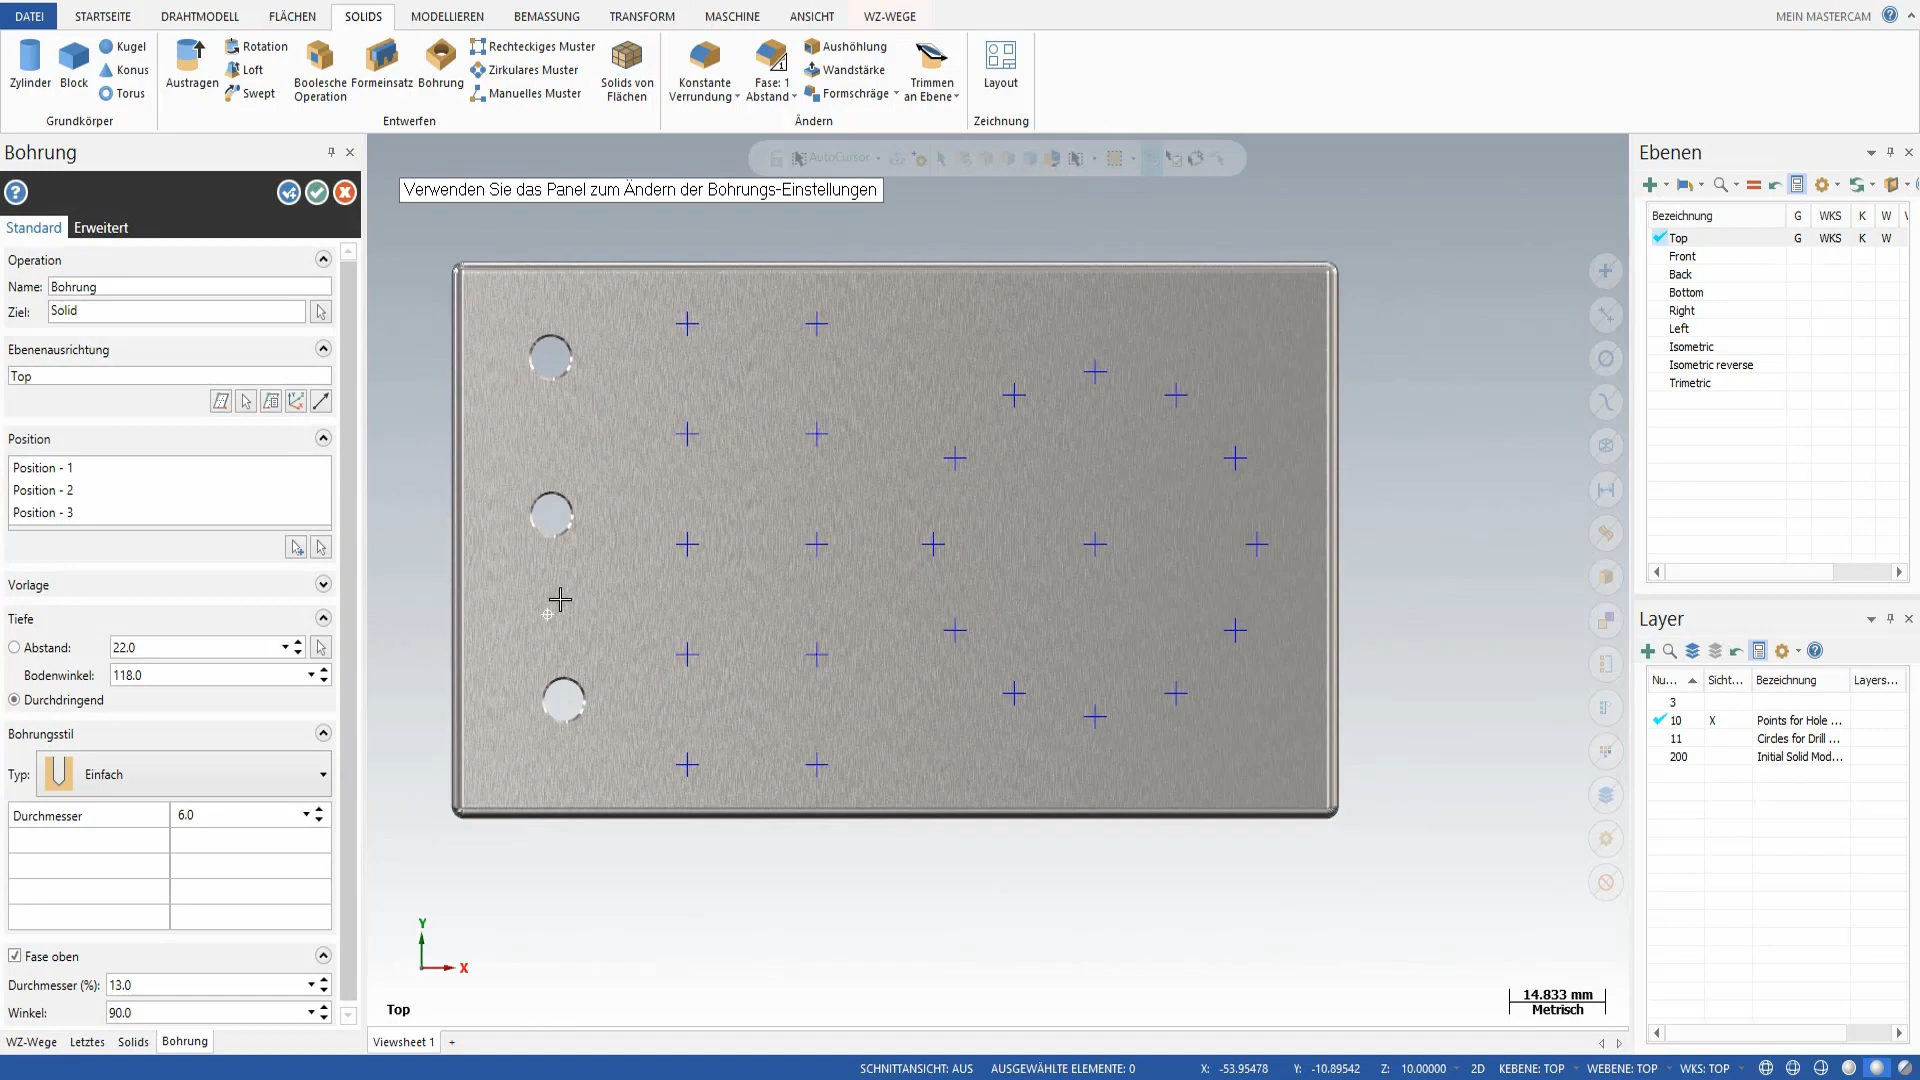 DATEI STARTSEITE DRAHTMODELL FLÄCHEN SOLIDS MODELLIEREN BEMASSUNG TRANSFORM MASCHINE ANSICHT WZ-WEGE MEIN MASTERCAM
Zylinder
Block
Kugel
Konus
Torus
Grundkörper
Austragen
Rotation
Loft
Swept
Boolesche
Operation
Formeinsatz
Bohrung
Rechteckiges Muster
Zirkulares Muster
Manuelles Muster
Solids von
Flächen
Entwerfen
Konstante
Verrundung
Fase: 1
Abstand
Aushöhlung
Wandstärke
Formschräge
Trimmen
an Ebene
Ändern
Layout
Zeichnung
Bohrung
Standard Erweitert
Operation
Name: Bohrung
Ziel: Solid
Ebenenausrichtung
Top
Position
Position - 1
Position - 2
Position - 3
Vorlage
Tiefe
Abstand: 22.0
Bodenwinkel: 118.0
Durchdringend
Bohrungsstil
Typ: Einfach
Durchmesser 6.0
Fase oben
Durchmesser (%): 13.0
Winkel: 90.0
WZ-Wege Letztes Solids Bohrung
AutoCursor
Verwenden Sie das Panel zum Ändern der Bohrungs-Einstellungen
Y
X
Top
14.833 mm
Metrisch
Viewsheet 1 +
Ebenen
Bezeichnung G WKS K W
Top G WKS K W
Front
Back
Bottom
Right
Left
Isometric
Isometric reverse
Trimetric
Layer
Nu... Sicht... Bezeichnung Layers...
3
10 X Points for Hole ...
11 Circles for Drill ...
200 Initial Solid Mod...
SCHNITTANSICHT: AUS AUSGEWÄHLTE ELEMENTE: 0 X: -53.95478 Y: -10.89542 Z: 10.00000 2D KEBENE: TOP WEBENE: TOP WKS: TOP